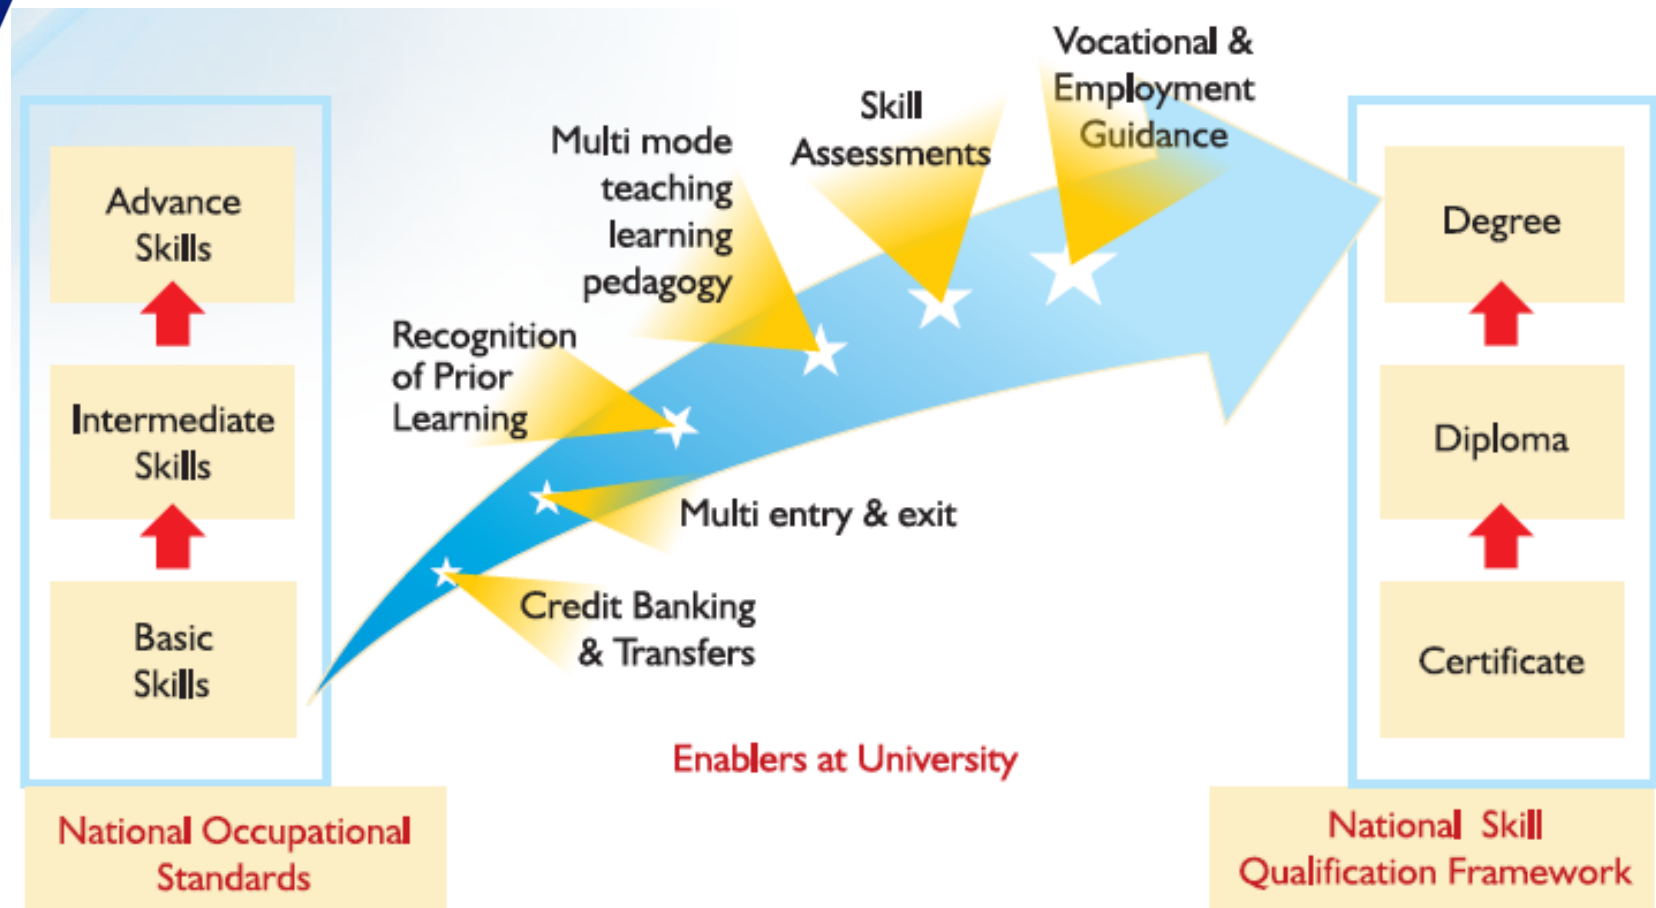 Advance
Skills
Intermediate
Skills
Basic
Skills
National Occupational
Standards
Vocational &
Employment
Guidance
Skill
Assessments
Multi mode
teaching
learning
pedagogy
Recognition
of Prior
Learning
Multi entry & exit
Credit Banking
& Transfers
Enablers at University
Degree
Diploma
Certificate
National Skill
Qualification Framework